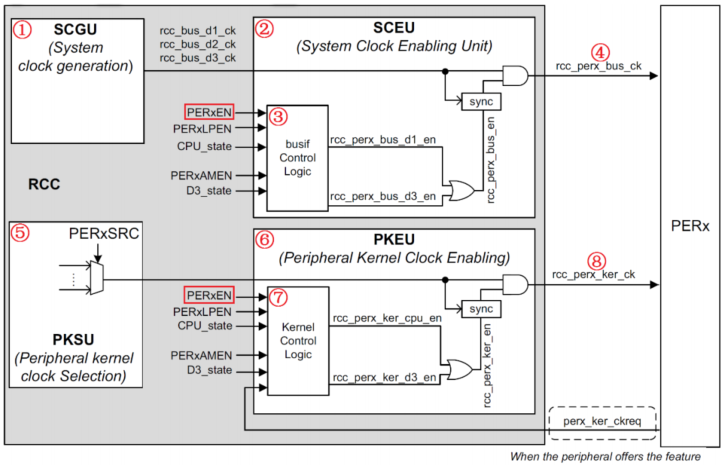 ①
SCGU
(System
clock generation)
rcc_bus_d1_ck
rcc_bus_d2_ck
rcc_bus_d3_ck
②
SCEU
(System Clock Enabling Unit)
④
rcc_perx_bus_ck
sync
PERxEN
PERxLPEN
CPU_state
PERxAMEN
D3_state
③
busif
Control
Logic
rcc_perx_bus_d1_en
rcc_perx_bus_d3_en
rcc_perx_bus_en
RCC
PERx
⑤
PERxSRC
PKSU
(Peripheral kernel
clock Selection)
⑥
PKEU
(Peripheral Kernel Clock Enabling)
⑧
rcc_perx_ker_ck
sync
PERxEN
PERxLPEN
CPU_state
PERxAMEN
D3_state
⑦
Kernel
Control
Logic
rcc_perx_ker_cpu_en
rcc_perx_ker_d3_en
rcc_perx_ker_en
perx_ker_ckreq
When the peripheral offers the feature